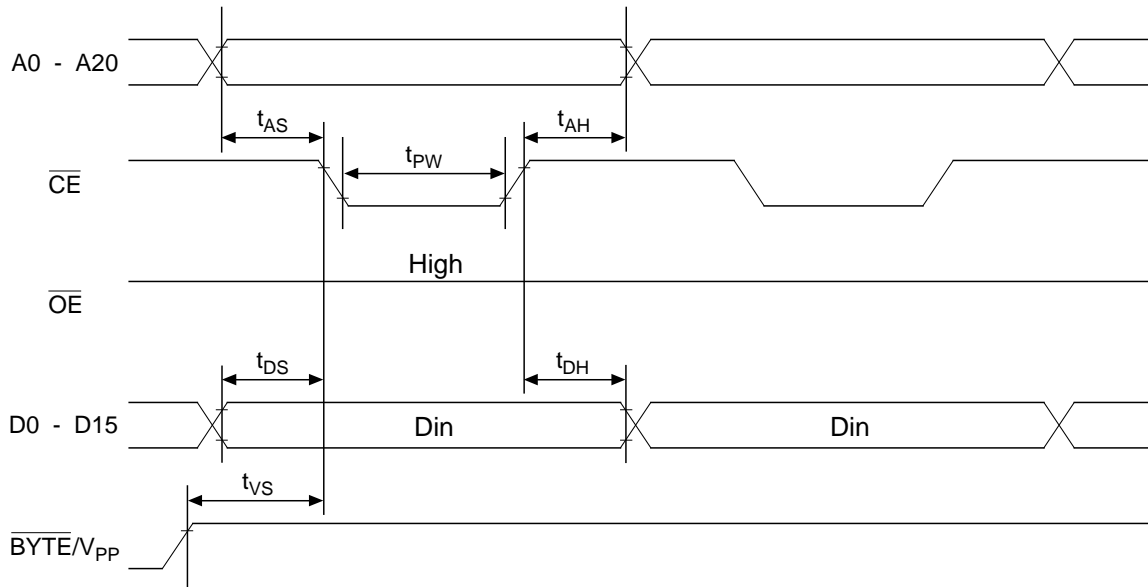 A0 - A20
tAS
tAH
tPW
CE
High
OE
tDS
tDH
D0 - D15
Din
Din
tVS
BYTE/VPP